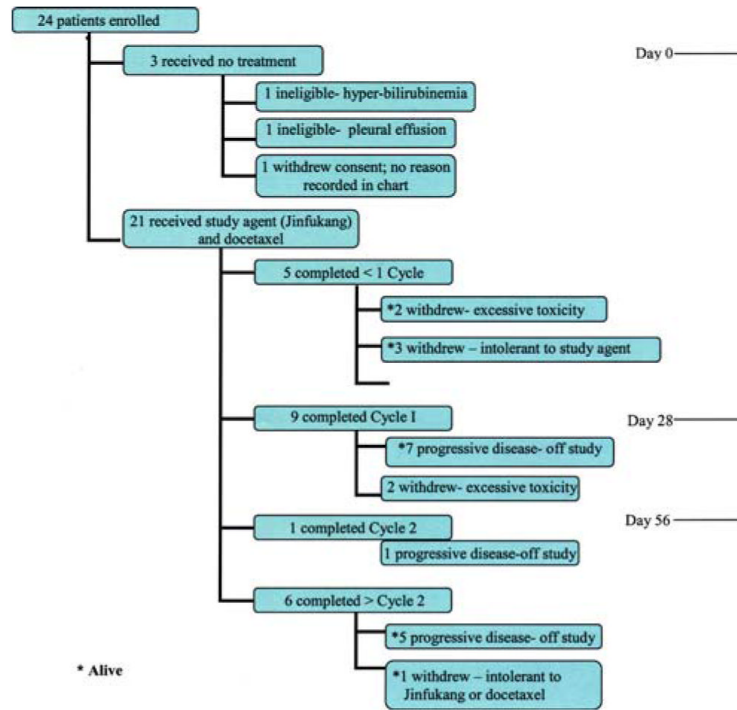 24 patients enrolled
3 received no treatment
Day 0
1 ineligible- hyper-bilirubinemia
1 ineligible- pleural effusion
1 withdrew consent; no reason
recorded in chart
21 received study agent (Jinfukang)
and docetaxel
5 completed < 1 Cycle
*2 withdrew- excessive toxicity
*3 withdrew – intolerant to study agent
9 completed Cycle I
Day 28
*7 progressive disease- off study
2 withdrew- excessive toxicity
1 completed Cycle 2
Day 56
1 progressive disease-off study
6 completed > Cycle 2
*5 progressive disease- off study
*1 withdrew – intolerant to
Jinfukang or docetaxel
* Alive